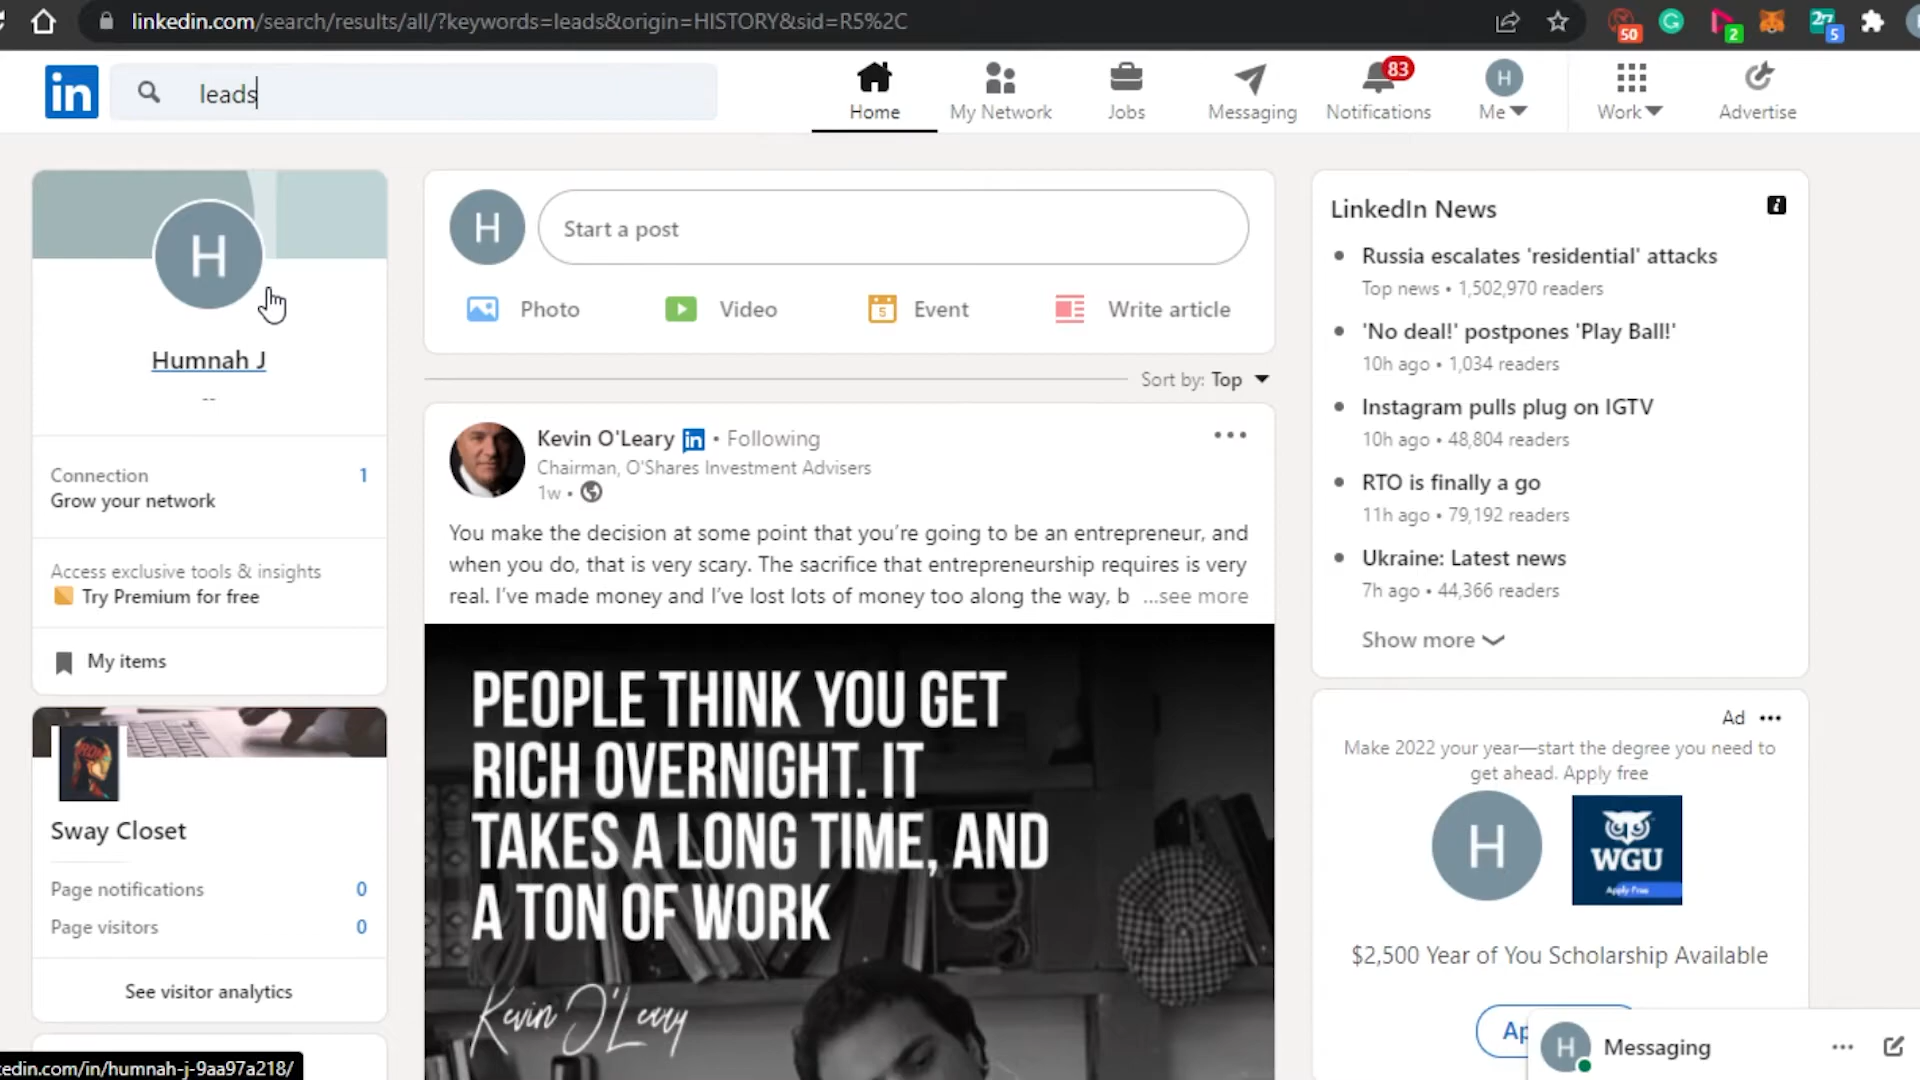 linkedin.com/search/results/all/?keywords=leads&origin=HISTORY&sid=R5%2C
50
2
27
5
in
leads
Home
My Network
Jobs
Messaging
83
Notifications
H
Me
Work
Advertise
H
Humnah J
--
Connection 1
Grow your network
Access exclusive tools & insights
Try Premium for free
My items
Sway Closet
Page notifications 0
Page visitors 0
See visitor analytics
edin.com/in/humnah-j-9aa97a218/
H
Start a post
Photo
Video
5
Event
Write article
Sort by: Top
Kevin O'Leary in • Following
Chairman, O'Shares Investment Advisers
1w •
You make the decision at some point that you’re going to be an entrepreneur, and
when you do, that is very scary. The sacrifice that entrepreneurship requires is very
real. I’ve made money and I’ve lost lots of money too along the way, b ...see more
PEOPLE THINK YOU GET
RICH OVERNIGHT. IT
TAKES A LONG TIME, AND
A TON OF WORK
Kevin O'Leary
LinkedIn News
Russia escalates 'residential' attacks
Top news • 1,502,970 readers
'No deal!' postpones 'Play Ball!'
10h ago • 1,034 readers
Instagram pulls plug on IGTV
10h ago • 48,804 readers
RTO is finally a go
11h ago • 79,192 readers
Ukraine: Latest news
7h ago • 44,366 readers
Show more
Ad
Make 2022 your year—start the degree you need to
get ahead. Apply free
H
WGU
Apply Free
$2,500 Year of You Scholarship Available
Ap
H
Messaging